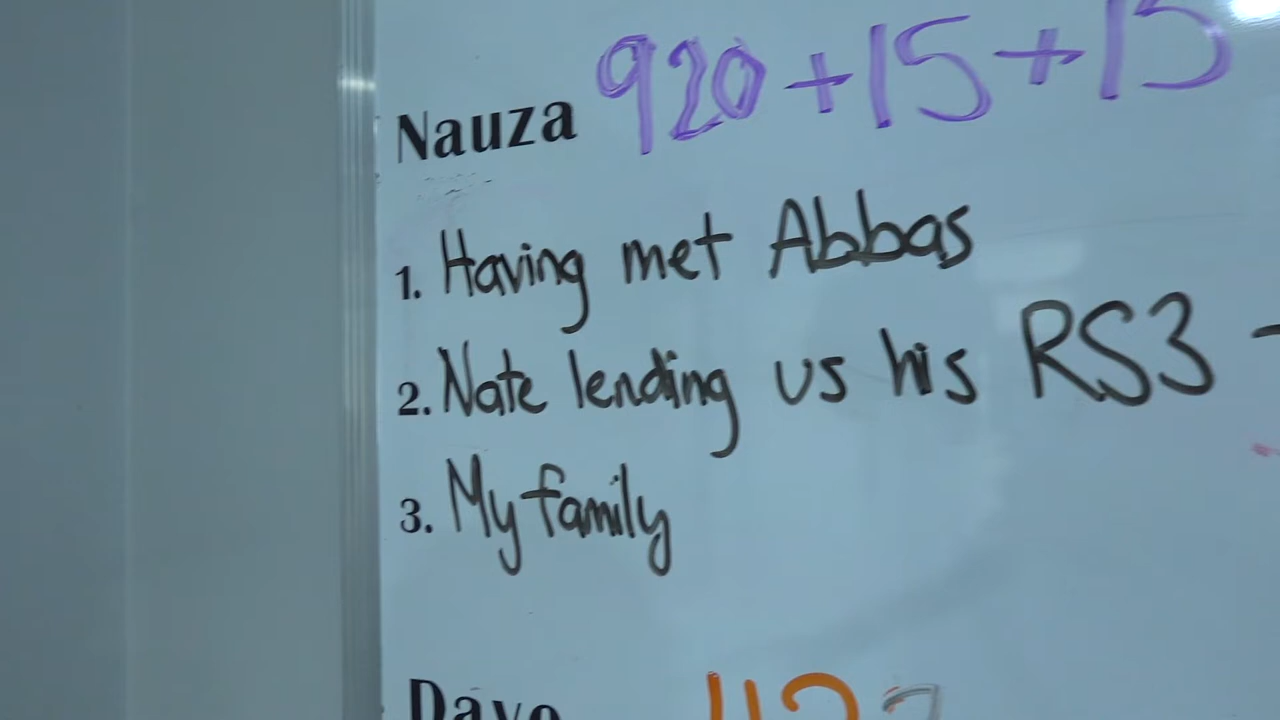 Nauza 920+15+15
1. Having met Abbas
2. Nate lending us his RS3 -
3. My family
Dave